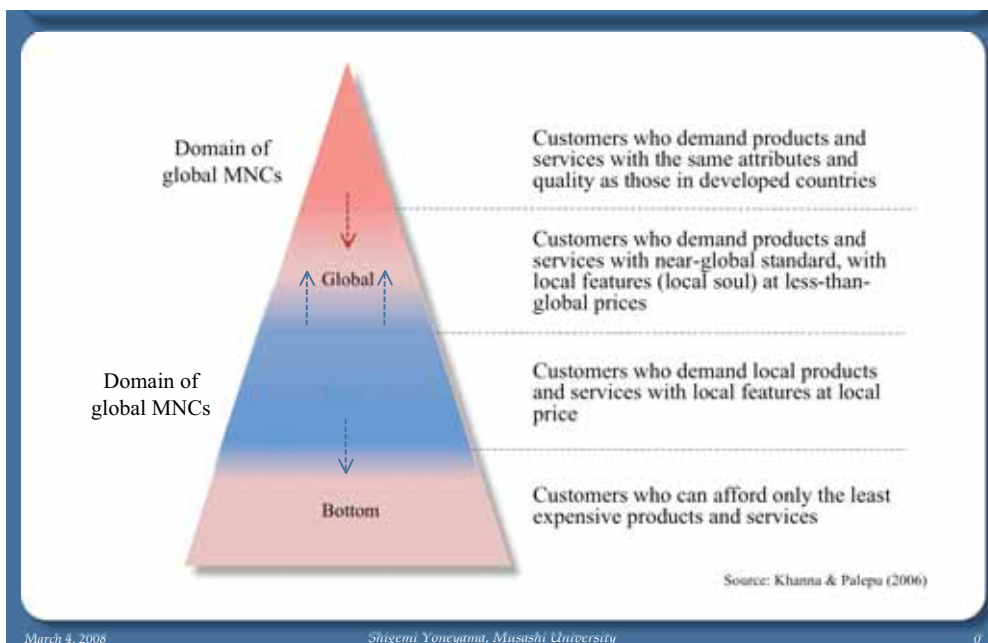 Domain of
global MNCs
Customers who demand products and
services with the same attributes and
quality as those in developed countries
Customers who demand products and
services with near-global standard, with
local features (local soul) at less-than-
global prices
Global
Domain of
global MNCs
Customers who demand local products
and services with local features at local
price
Bottom
Customers who can afford only the least
expensive products and services
Source: Khanna & Palepu (2006)
March 4, 2008
Shigemi Yoneyama, Musashi University
0